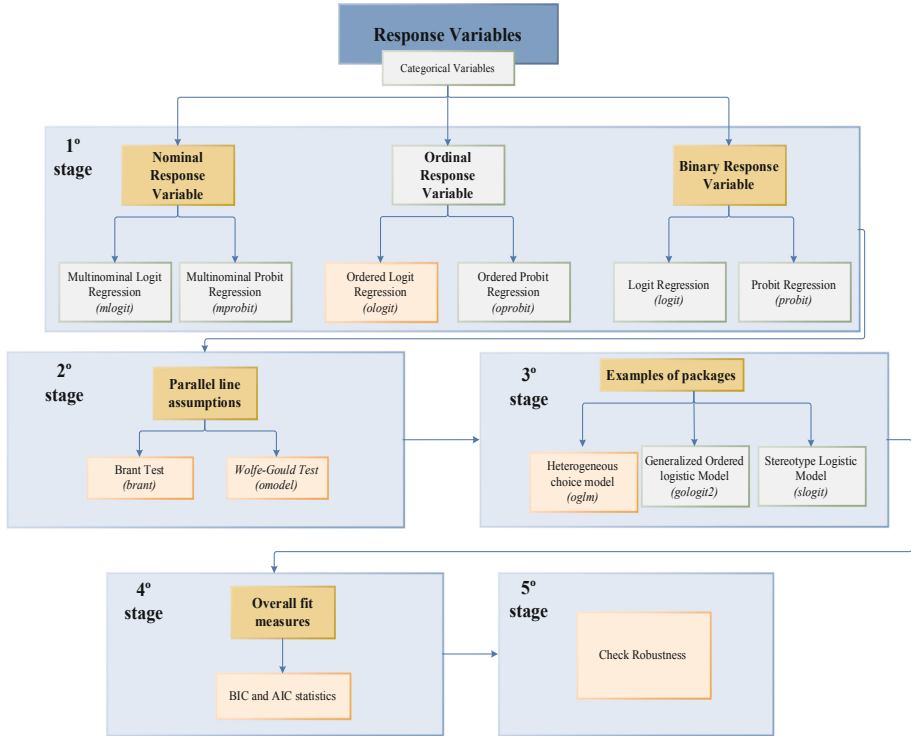 Response Variables
Categorical Variables
1º
stage
Nominal
Response
Variable
Ordinal
Response
Variable
Binary Response
Variable
Multinominal Logit
Regression
(mlogit)
Multinominal Probit
Regression
(mprobit)
Ordered Logit
Regression
(ologit)
Ordered Probit
Regression
(oprobit)
Logit Regression
(logit)
Probit Regression
(probit)
2º
stage
Parallel line
assumptions
Brant Test
(brant)
Wolfe-Gould Test
(omodel)
3º
stage
Examples of packages
Heterogeneous
choice model
(oglm)
Generalized Ordered
logistic Model
(gologit2)
Stereotype Logistic
Model
(slogit)
4º
stage
Overall fit
measures
BIC and AIC statistics
5º
stage
Check Robustness